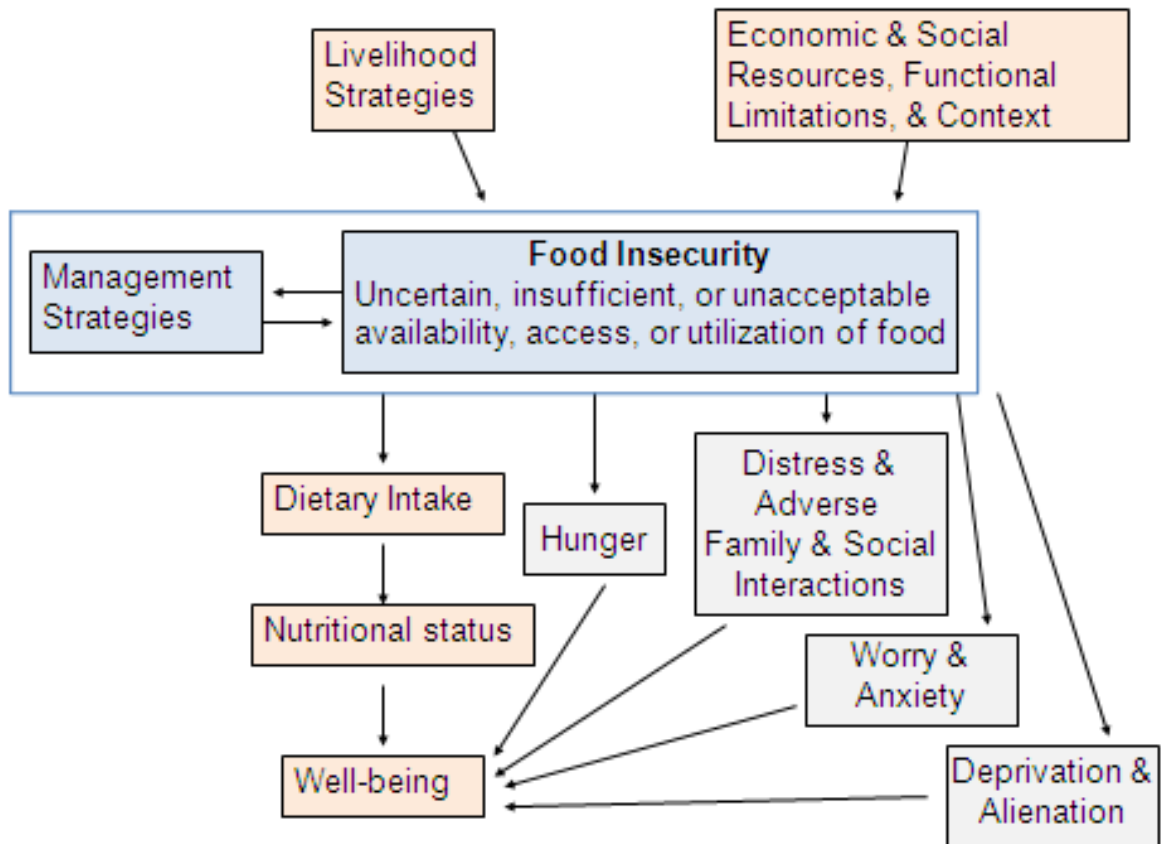 Livelihood
Strategies
Economic & Social
Resources, Functional
Limitations, & Context
Management
Strategies
Food Insecurity
Uncertain, insufficient, or unacceptable
availability, access, or utilization of food
Dietary Intake
Hunger
Distress &
Adverse
Family & Social
Interactions
Nutritional status
Worry &
Anxiety
Well-being
Deprivation &
Alienation